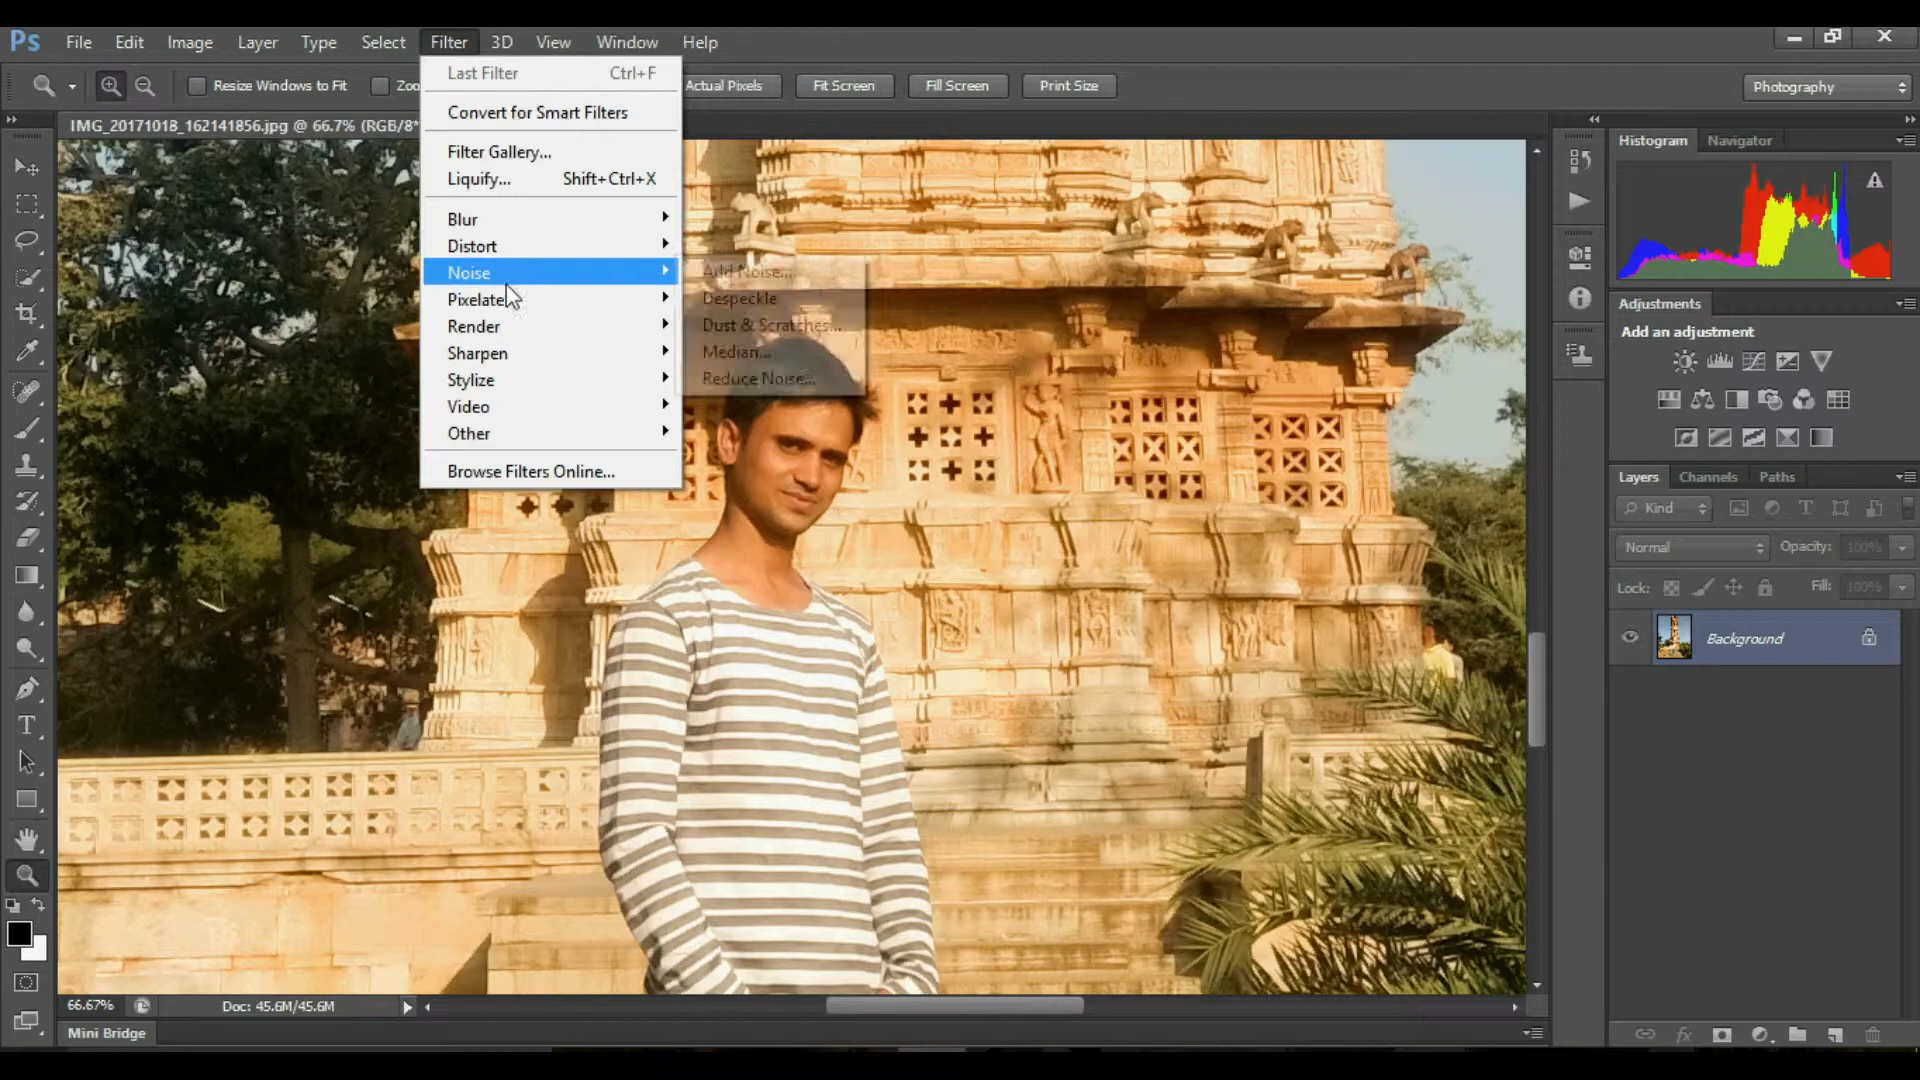 Ps File Edit Image Layer Type Select Filter 3D View Window Help
Resize Windows to Fit Zoo Actual Pixels Fit Screen Fill Screen Print Size Photography
Last Filter Ctrl+F
Convert for Smart Filters
Filter Gallery...
Liquify... Shift+Ctrl+X
Blur
Distort
Noise
Pixelate
Render
Sharpen
Stylize
Video
Other
Browse Filters Online...
Add Noise...
Despeckle
Dust & Scratches...
Median...
Reduce Noise...
IMG_20171018_162141856.jpg @ 66.7% (RGB/8*
Histogram Navigator
Adjustments
Add an adjustment
Layers Channels Paths
Kind
Normal Opacity: 100%
Lock: Fill: 100%
Background
66.67% Doc: 45.6M/45.6M
Mini Bridge